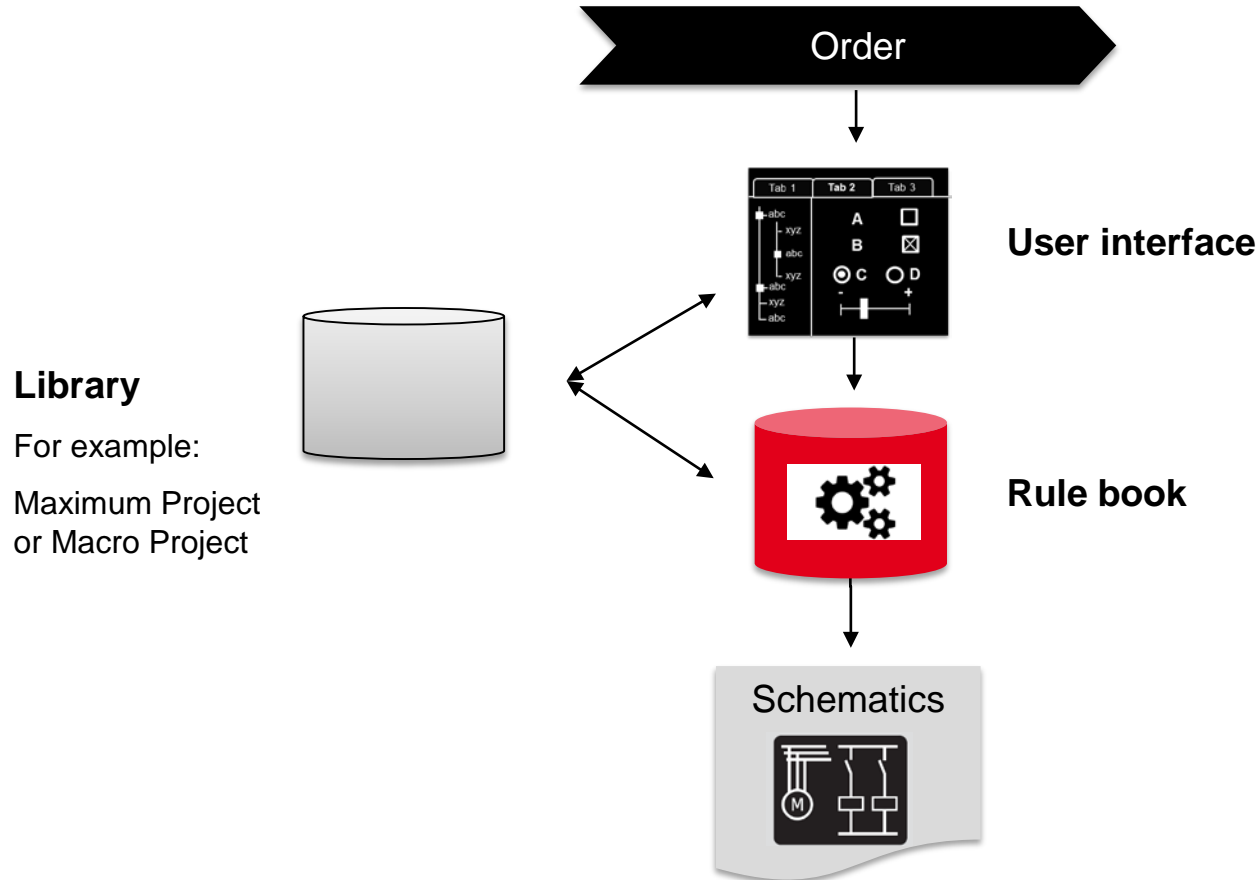 Order
Tab 1 Tab 2 Tab 3
abc
xyz
abc
xyz
abc
xyz
abc
A
B
C D
- +
User interface
Library
For example:
Maximum Project
or Macro Project
Rule book
Schematics
M